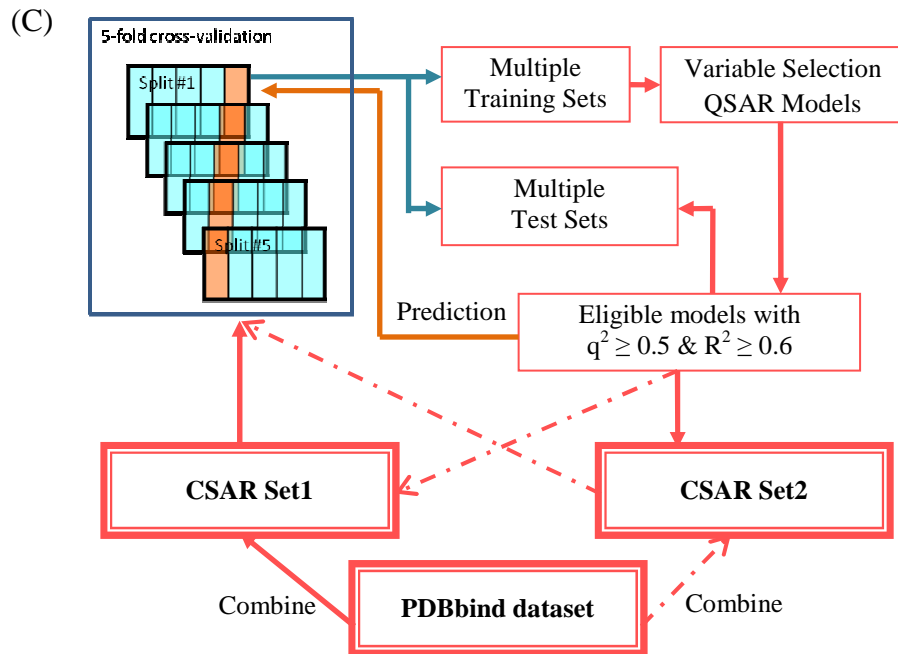 (C)
5-fold cross-validation
Split #1
Split #5
Multiple
Training Sets
Variable Selection
QSAR Models
Multiple
Test Sets
Prediction
Eligible models with
q² ≥ 0.5 & R² ≥ 0.6
CSAR Set1
CSAR Set2
Combine
PDBbind dataset
Combine